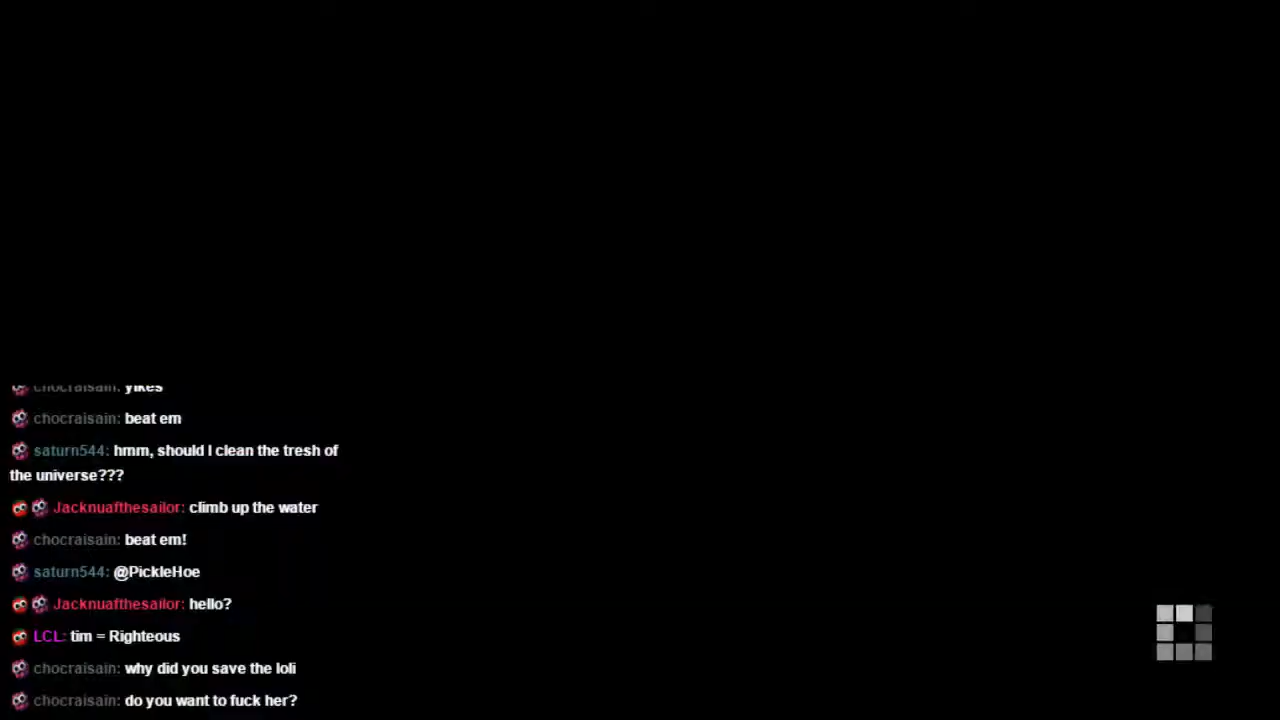 chocraisain: yikes
chocraisain: beat em
saturn544: hmm, should I clean the tresh of
the universe???
Jacknuafthesailor: climb up the water
chocraisain: beat em!
saturn544: @PickleHoe
Jacknuafthesailor: hello?
LCL: tim = Righteous
chocraisain: why did you save the loli
chocraisain: do you want to fuck her?